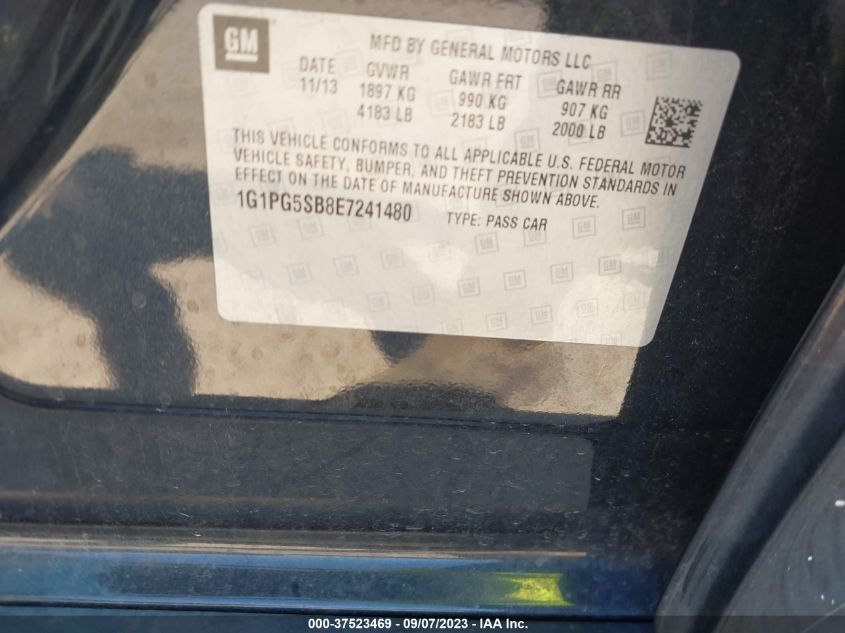 GM
MFD BY GENERAL MOTORS LLC
DATE GVWR GAWR FRT GAWR RR
11/13 1897 KG 990 KG 907 KG
4183 LB 2183 LB 2000 LB
THIS VEHICLE CONFORMS TO ALL APPLICABLE U.S. FEDERAL MOTOR
VEHICLE SAFETY, BUMPER, AND THEFT PREVENTION STANDARDS IN
EFFECT ON THE DATE OF MANUFACTURE SHOWN ABOVE.
1G1PG5SB8E7241480 TYPE: PASS CAR
000-37523469 - 09/07/2023 - IAA Inc.